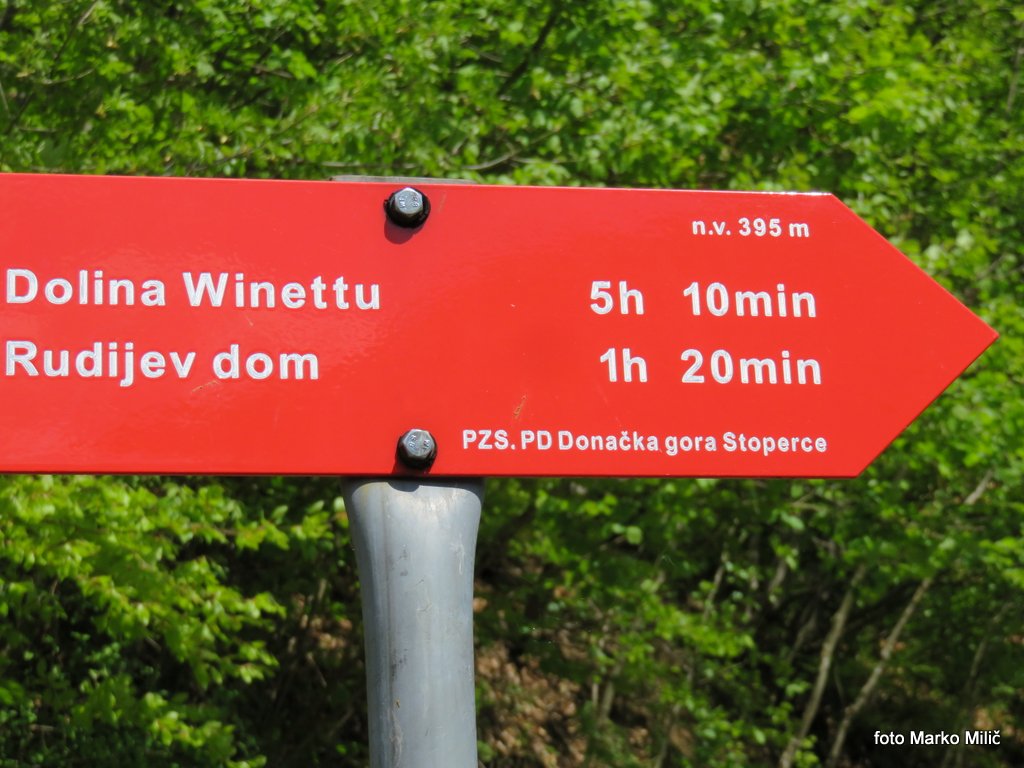 n.v. 395 m
Dolina Winettu 5h 10min
Rudijev dom 1h 20min
PZS. PD Donačka gora Stoperce
foto Marko Milič